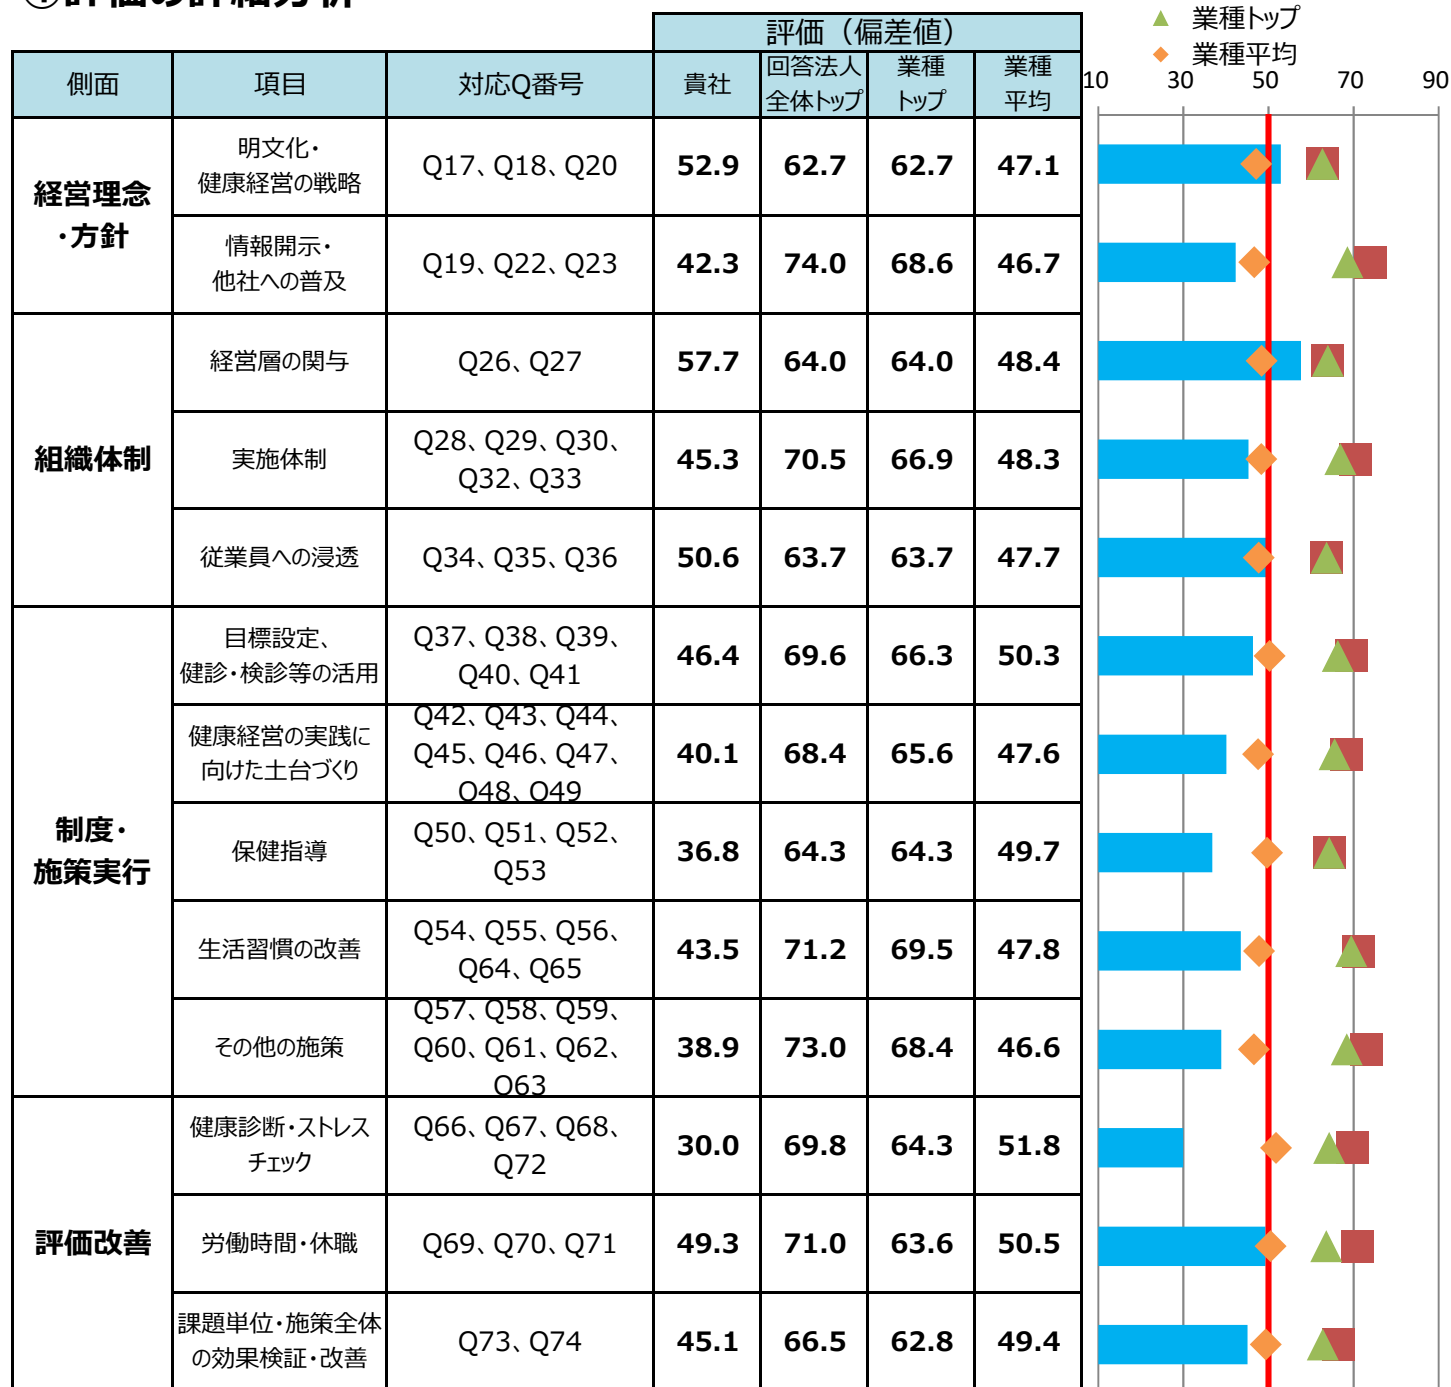 ①評価の詳細分析
業種トップ
業種平均
評価（偏差値）
側面 項目 対応Q番号 貴社 回答法人 業種 業種
全体トップ トップ 平均
10 30 50 70 90
経営理念
・方針
明文化・
健康経営の戦略
Q17、Q18、Q20 52.9 62.7 62.7 47.1
情報開示・
他社への普及
Q19、Q22、Q23 42.3 74.0 68.6 46.7
組織体制
経営層の関与 Q26、Q27 57.7 64.0 64.0 48.4
実施体制
Q28、Q29、Q30、
Q32、Q33
45.3 70.5 66.9 48.3
従業員への浸透 Q34、Q35、Q36 50.6 63.7 63.7 47.7
制度・
施策実行
目標設定、
健診・検診等の活用
Q37、Q38、Q39、
Q40、Q41
46.4 69.6 66.3 50.3
健康経営の実践に
向けた土台づくり
Q42、Q43、Q44、
Q45、Q46、Q47、
Q48、Q49
40.1 68.4 65.6 47.6
保健指導
Q50、Q51、Q52、
Q53
36.8 64.3 64.3 49.7
生活習慣の改善
Q54、Q55、Q56、
Q64、Q65
43.5 71.2 69.5 47.8
その他の施策
Q57、Q58、Q59、
Q60、Q61、Q62、
Q63
38.9 73.0 68.4 46.6
評価改善
健康診断・ストレス
チェック
Q66、Q67、Q68、
Q72
30.0 69.8 64.3 51.8
労働時間・休職 Q69、Q70、Q71 49.3 71.0 63.6 50.5
課題単位・施策全体
の効果検証・改善
Q73、Q74 45.1 66.5 62.8 49.4